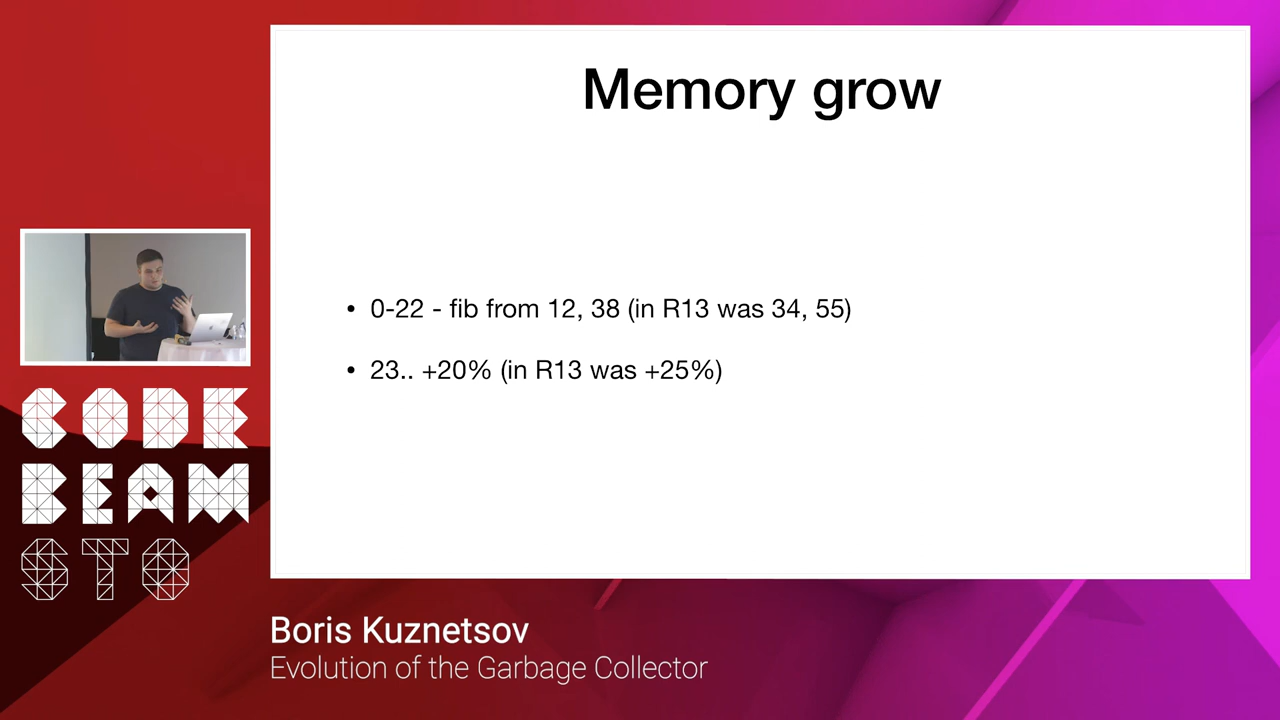 Memory grow
• 0-22 - fib from 12, 38 (in R13 was 34, 55)
• 23.. +20% (in R13 was +25%)
CODE
BEAM
STO
Boris Kuznetsov
Evolution of the Garbage Collector